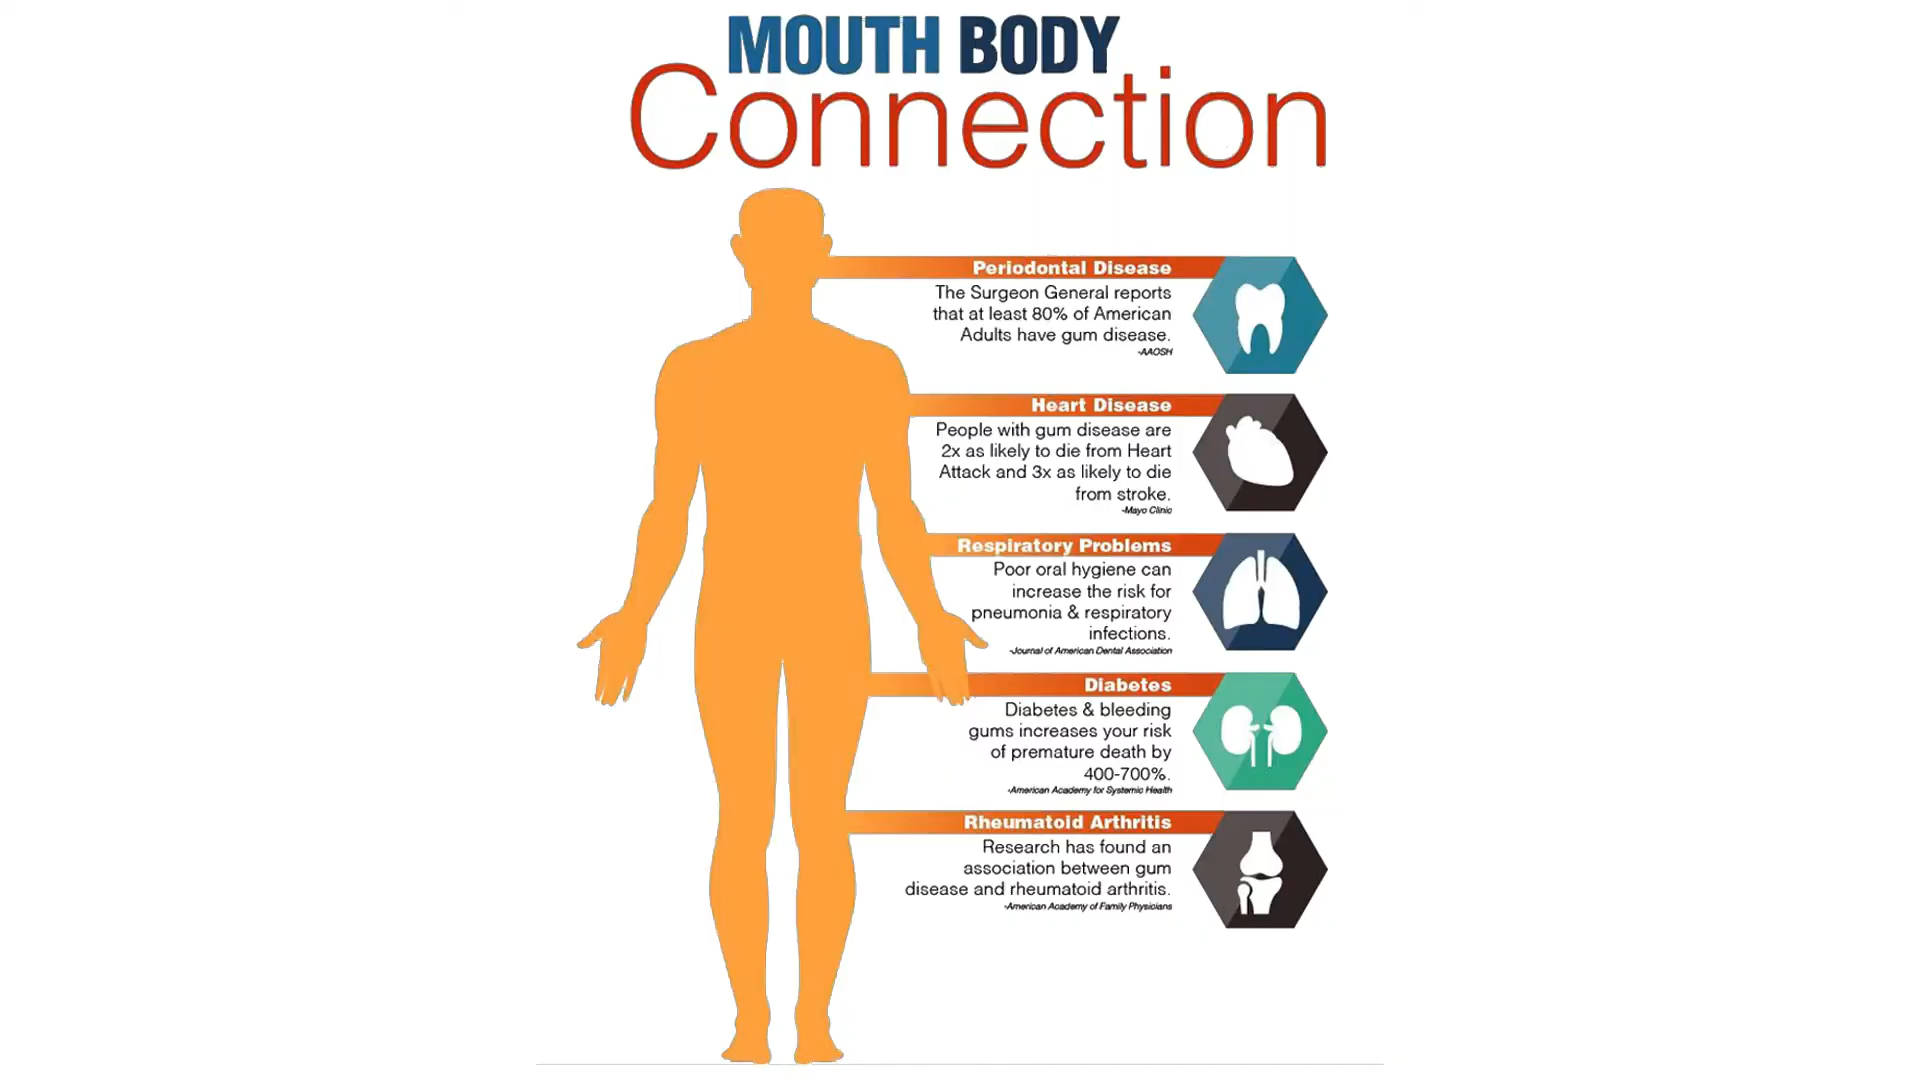 MOUTH BODY
Connection
Periodontal Disease
The Surgeon General reports
that at least 80% of American
Adults have gum disease.
-AAOSH
Heart Disease
People with gum disease are
2x as likely to die from Heart
Attack and 3x as likely to die
from stroke.
-Mayo Clinic
Respiratory Problems
Poor oral hygiene can
increase the risk for
pneumonia & respiratory
infections.
-Journal of American Dental Association
Diabetes
Diabetes & bleeding
gums increases your risk
of premature death by
400-700%.
-American Academy for Systemic Health
Rheumatoid Arthritis
Research has found an
association between gum
disease and rheumatoid arthritis.
-American Academy of Family Physicians